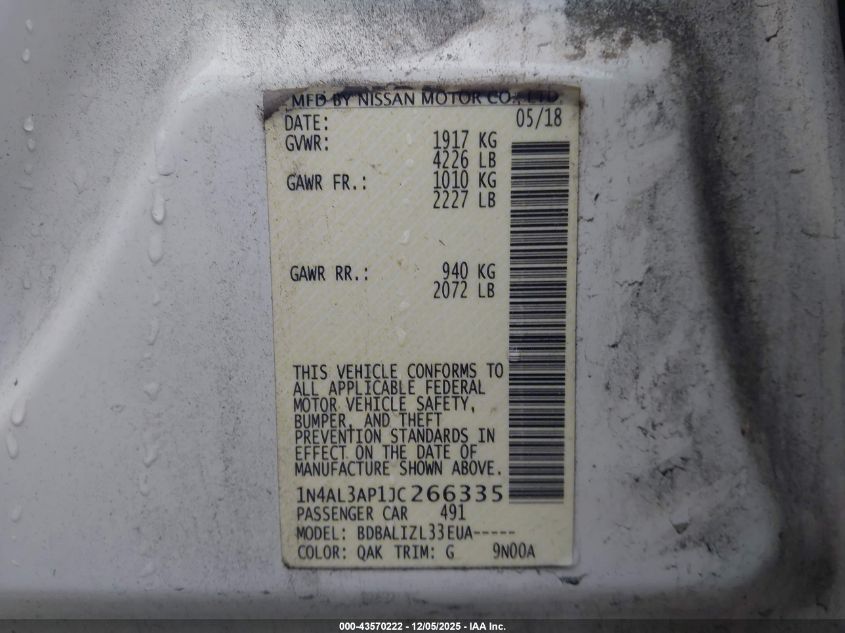 MFD BY NISSAN MOTOR CO., LTD.
DATE: 05/18
GVWR: 1917 KG
4226 LB
GAWR FR.: 1010 KG
2227 LB
GAWR RR.: 940 KG
2072 LB
THIS VEHICLE CONFORMS TO
ALL APPLICABLE FEDERAL
MOTOR VEHICLE SAFETY,
BUMPER, AND THEFT
PREVENTION STANDARDS IN
EFFECT ON THE DATE OF
MANUFACTURE SHOWN ABOVE.
1N4AL3AP1JC266335
PASSENGER CAR 491
MODEL: BDBALIZL33EUA-----
COLOR: QAK TRIM: G 9N00A
000-43570222 - 12/05/2025 - IAA Inc.